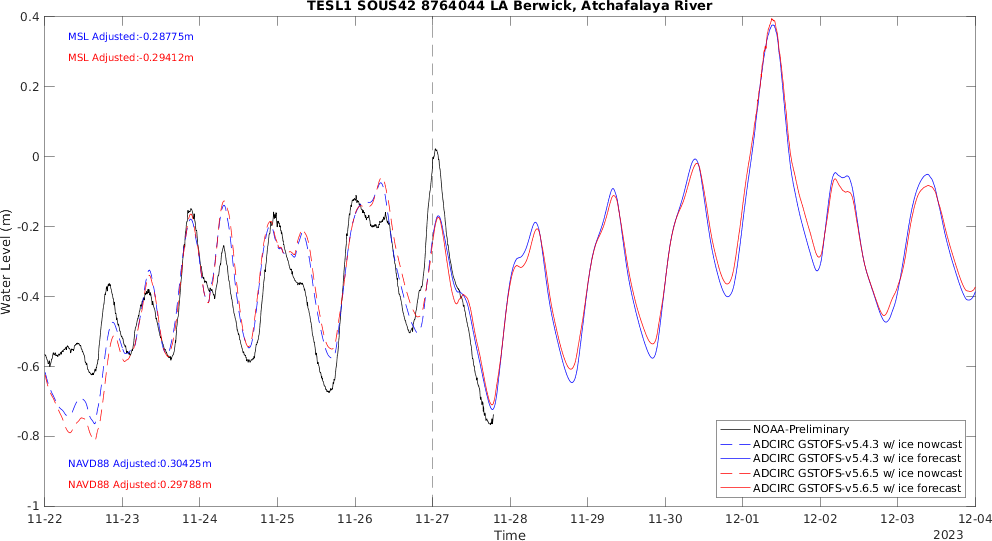 TESL1 SOUS42 8764044 LA Berwick, Atchafalaya River
MSL Adjusted:-0.28775m
MSL Adjusted:-0.29412m
0.4
0.2
0
-0.2
-0.4
-0.6
-0.8
-1
Water Level (m)
NAVD88 Adjusted:0.30425m
NAVD88 Adjusted:0.29788m
NOAA-Preliminary
ADCIRC GSTOFS-v5.4.3 w/ ice nowcast
ADCIRC GSTOFS-v5.4.3 w/ ice forecast
ADCIRC GSTOFS-v5.6.5 w/ ice nowcast
ADCIRC GSTOFS-v5.6.5 w/ ice forecast
11-22 11-23 11-24 11-25 11-26 11-27 11-28 11-29 11-30 12-01 12-02 12-03 12-04
Time
2023